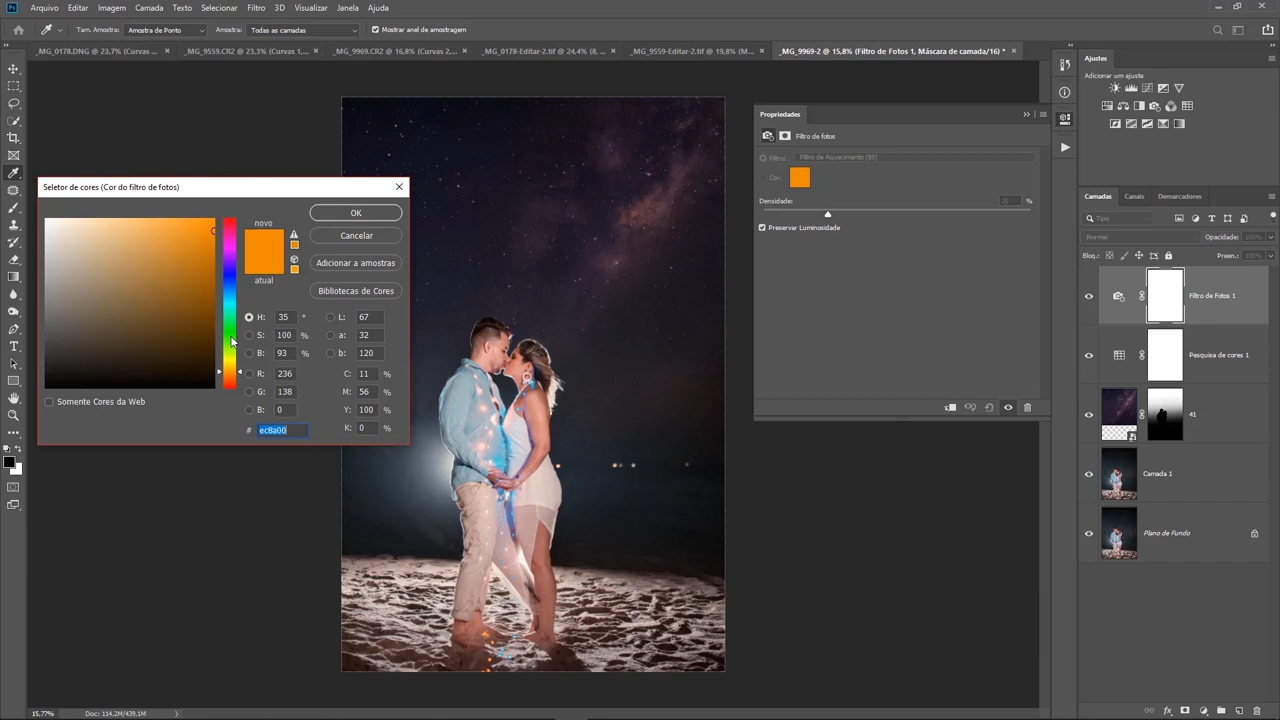 Ps Arquivo Editar Imagem Camada Texto Selecionar Filtro 3D Visualizar Janela Ajuda
Tam. Amostra: Amostra de Ponto Amostra: Todas as camadas Mostrar anel de amostragem
_MG_0178.DNG @ 23,7% (Curvas ... × _MG_9559.CR2 @ 23,3% (Curvas 1,... × _MG_9969.CR2 @ 16,8% (Curvas 2,... × _MG_0178-Editar-2.tif @ 24,4% (8, ... × _MG_9559-Editar-2.tif @ 19,8% (M... × _MG_9969-2 @ 15,8% (Filtro de Fotos 1, Máscara de camada/16) * ×
Ajustes
Adicionar um ajuste
Propriedades
Filtro de fotos
Filtro: Filtro de Aquecimento (85)
Cor:
Densidade: 25 %
Preservar Luminosidade
Seletor de cores (Cor do filtro de fotos)
novo
atual
OK
Cancelar
Adicionar a amostras
Bibliotecas de Cores
H: 35 ° L: 67
S: 100 % a: 32
B: 93 % b: 120
R: 236 C: 11 %
G: 138 M: 56 %
B: 0 Y: 100 %
K: 0 %
# ec8a00
Somente Cores da Web
Camadas Canais Demarcadores
Tipo
Normal Opacidade: 100%
Bloq.: Preen.: 100%
Filtro de Fotos 1
Pesquisa de cores 1
41
Camada 1
Plano de Fundo
15,77% Doc: 114,2M/439,1M